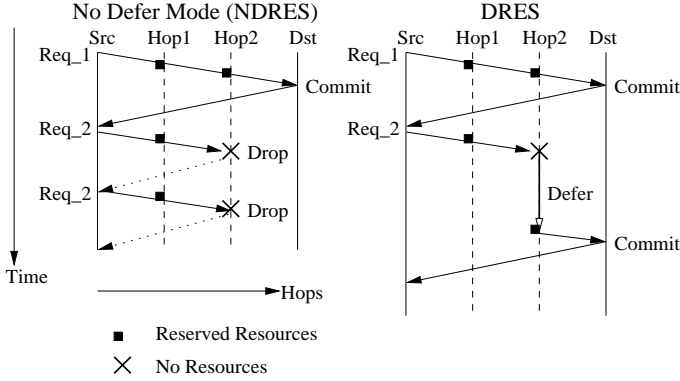 No Defer Mode (NDRES)
DRES
Src Hop1 Hop2 Dst
Src Hop1 Hop2 Dst
Req_1
Commit
Req_2
Drop
Req_2
Drop
Req_1
Commit
Req_2
Defer
Commit
Time
Hops
Reserved Resources
No Resources